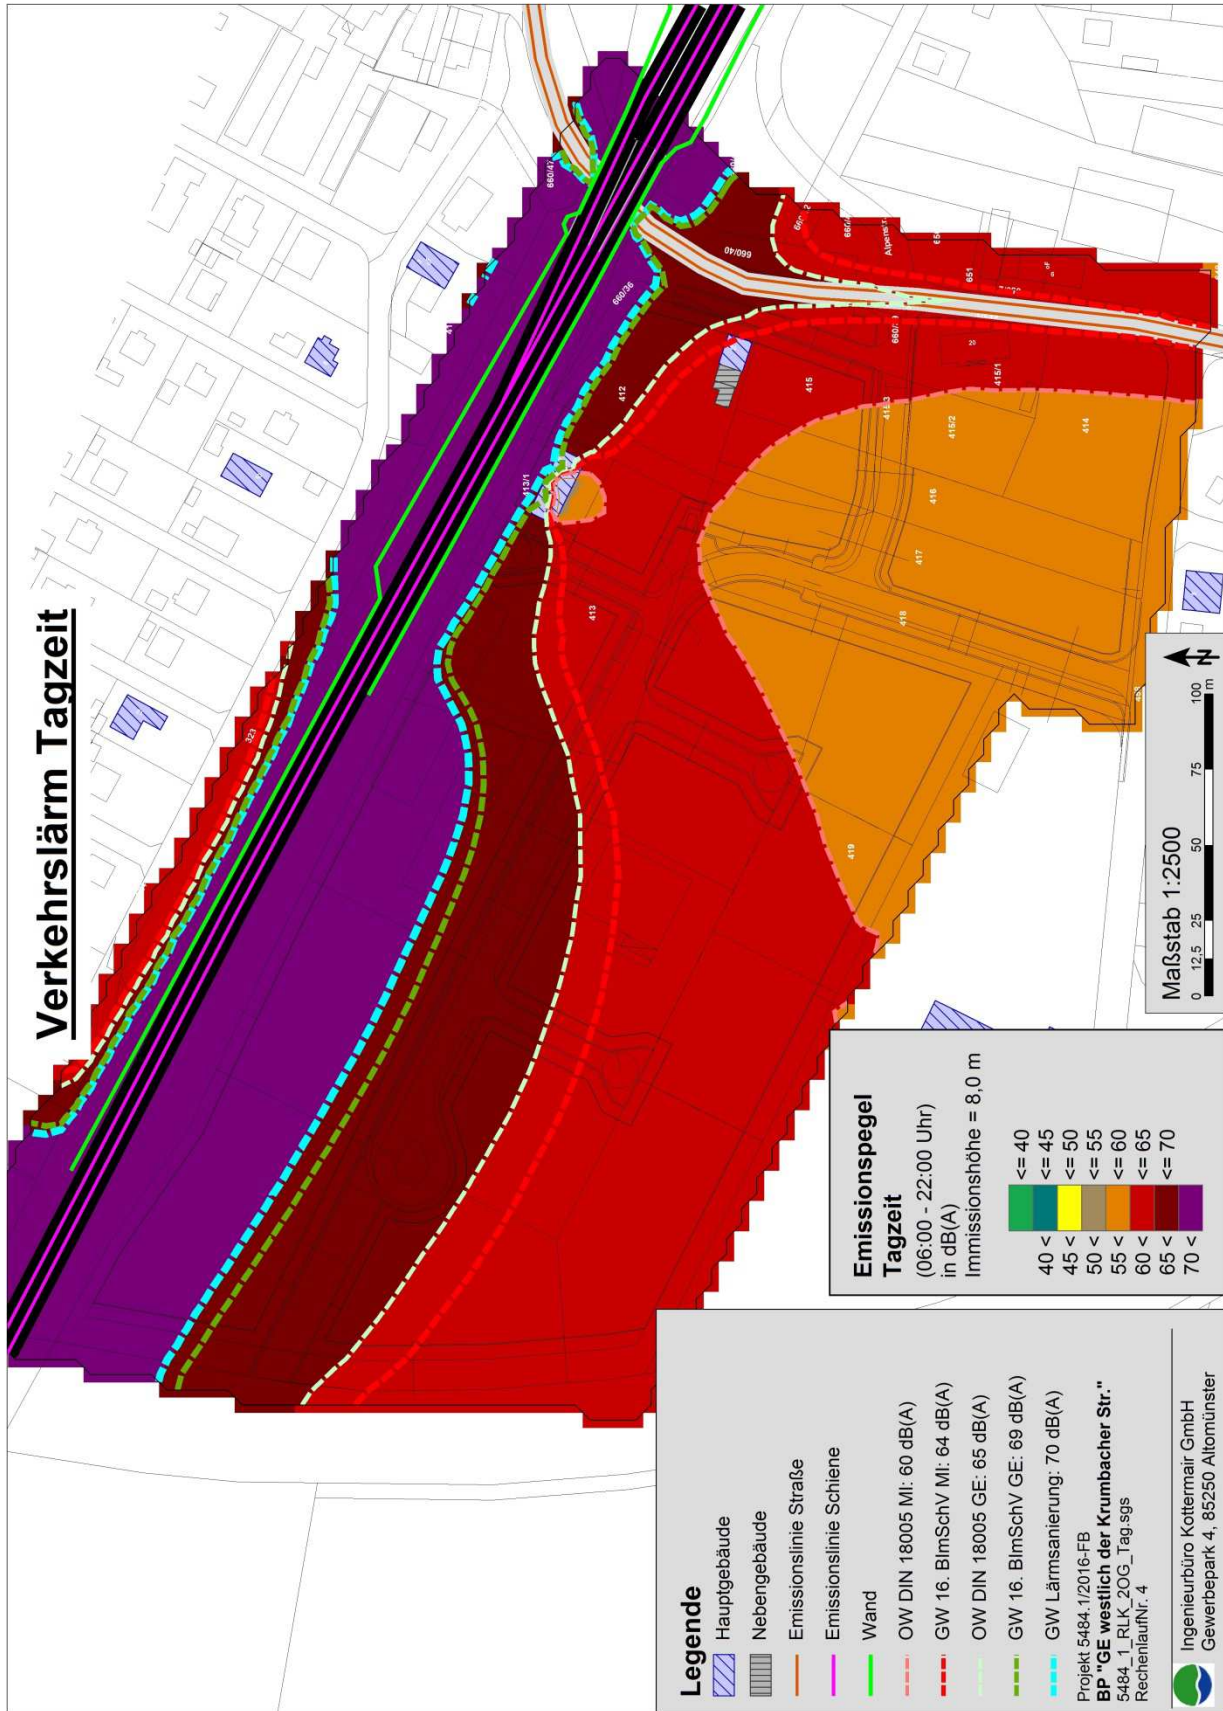 Verkehrslärm Tagzeit
323
660/47
660/36
660/40
412
413/1
413
415
415/3
415/1
415/2
414
416
417
418
419
651
20
Legende
Hauptgebäude
Nebengebäude
Emissionslinie Straße
Emissionslinie Schiene
Wand
OW DIN 18005 MI: 60 dB(A)
GW 16. BImSchV MI: 64 dB(A)
OW DIN 18005 GE: 65 dB(A)
GW 16. BImSchV GE: 69 dB(A)
GW Lärmsanierung: 70 dB(A)
Projekt 5484.1/2016-FB
BP "GE westlich der Krumbacher Str."
5484_1_RLK_2OG_Tag.sgs
RechenlaufNr. 4
Ingenieurbüro Kottermair GmbH
Gewerbepark 4, 85250 Altomünster
Emissionspegel
Tagzeit
(06:00 - 22:00 Uhr)
in dB(A)
Immissionshöhe = 8,0 m
<= 40
40 < <= 45
45 < <= 50
50 < <= 55
55 < <= 60
60 < <= 65
65 < <= 70
70 <
Maßstab 1:2500
0 12,5 25 50 75 100
m
N